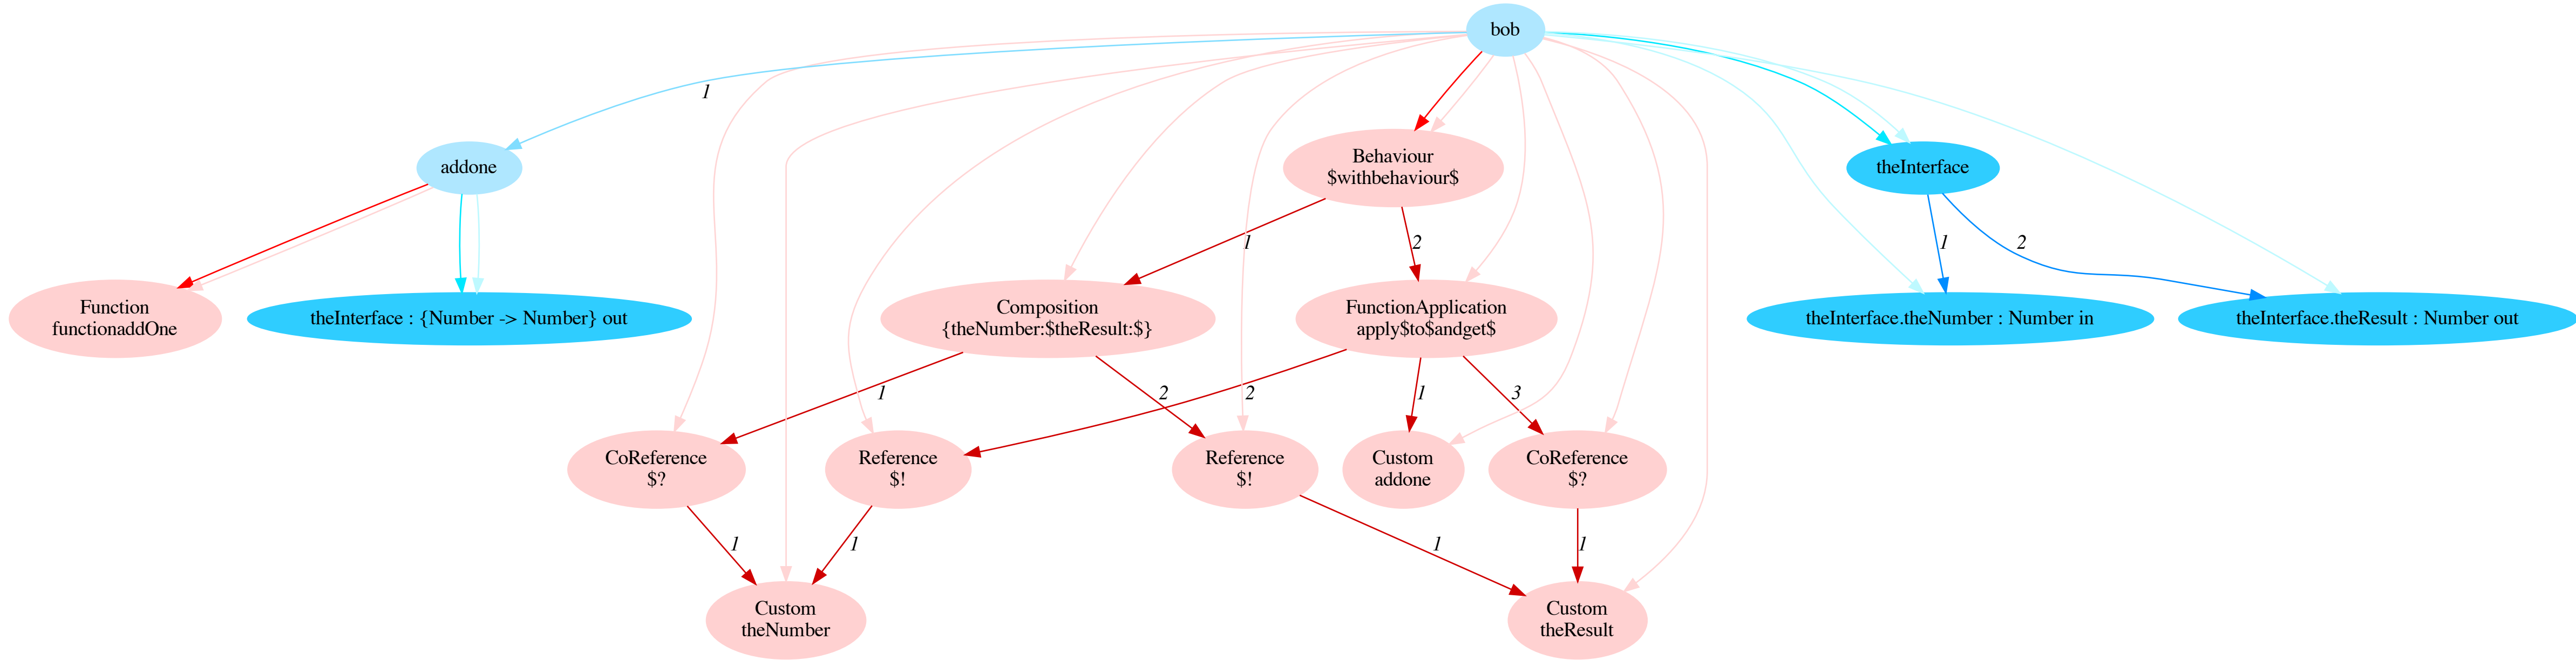 bob
1
addone
Behaviour
$withbehaviour$
theInterface
1
2
1
2
Function
functionaddOne
theInterface : {Number -> Number} out
Composition
{theNumber:$theResult:$}
FunctionApplication
apply$to$andget$
theInterface.theNumber : Number in
theInterface.theResult : Number out
1
2
2
1
3
CoReference
$?
Reference
$!
Reference
$!
Custom
addone
CoReference
$?
1
1
1
1
Custom
theNumber
Custom
theResult